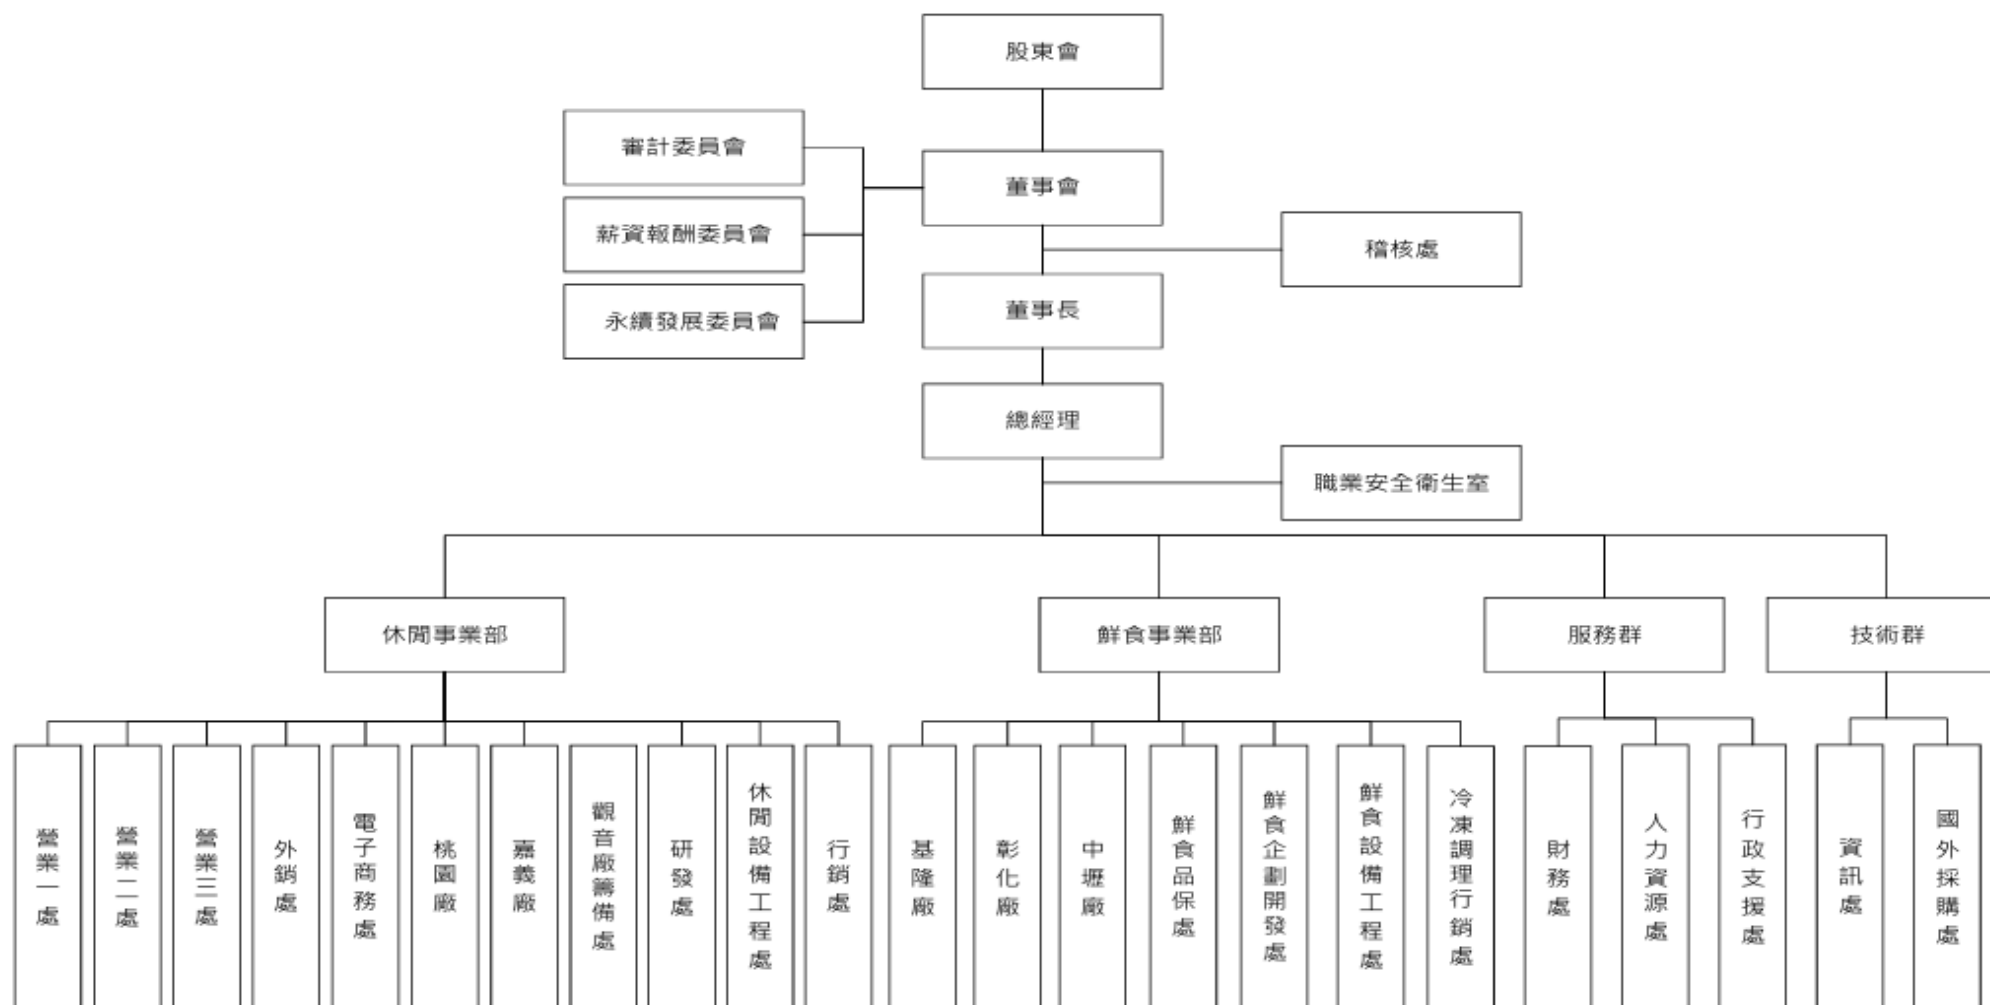 股東會
審計委員會
董事會
薪資報酬委員會
稽核處
永續發展委員會
董事長
總經理
職業安全衛生室
休閒事業部
鮮食事業部
服務群
技術群
營業一處
營業二處
營業三處
外銷處
電子商務處
桃園廠
嘉義廠
觀音廠籌備處
研發處
休閒設備工程處
行銷處
基隆廠
彰化廠
中壢廠
鮮食品保處
鮮食企劃開發處
鮮食設備工程處
冷凍調理行銷處
財務處
人力資源處
行政支援處
資訊處
國外採購處